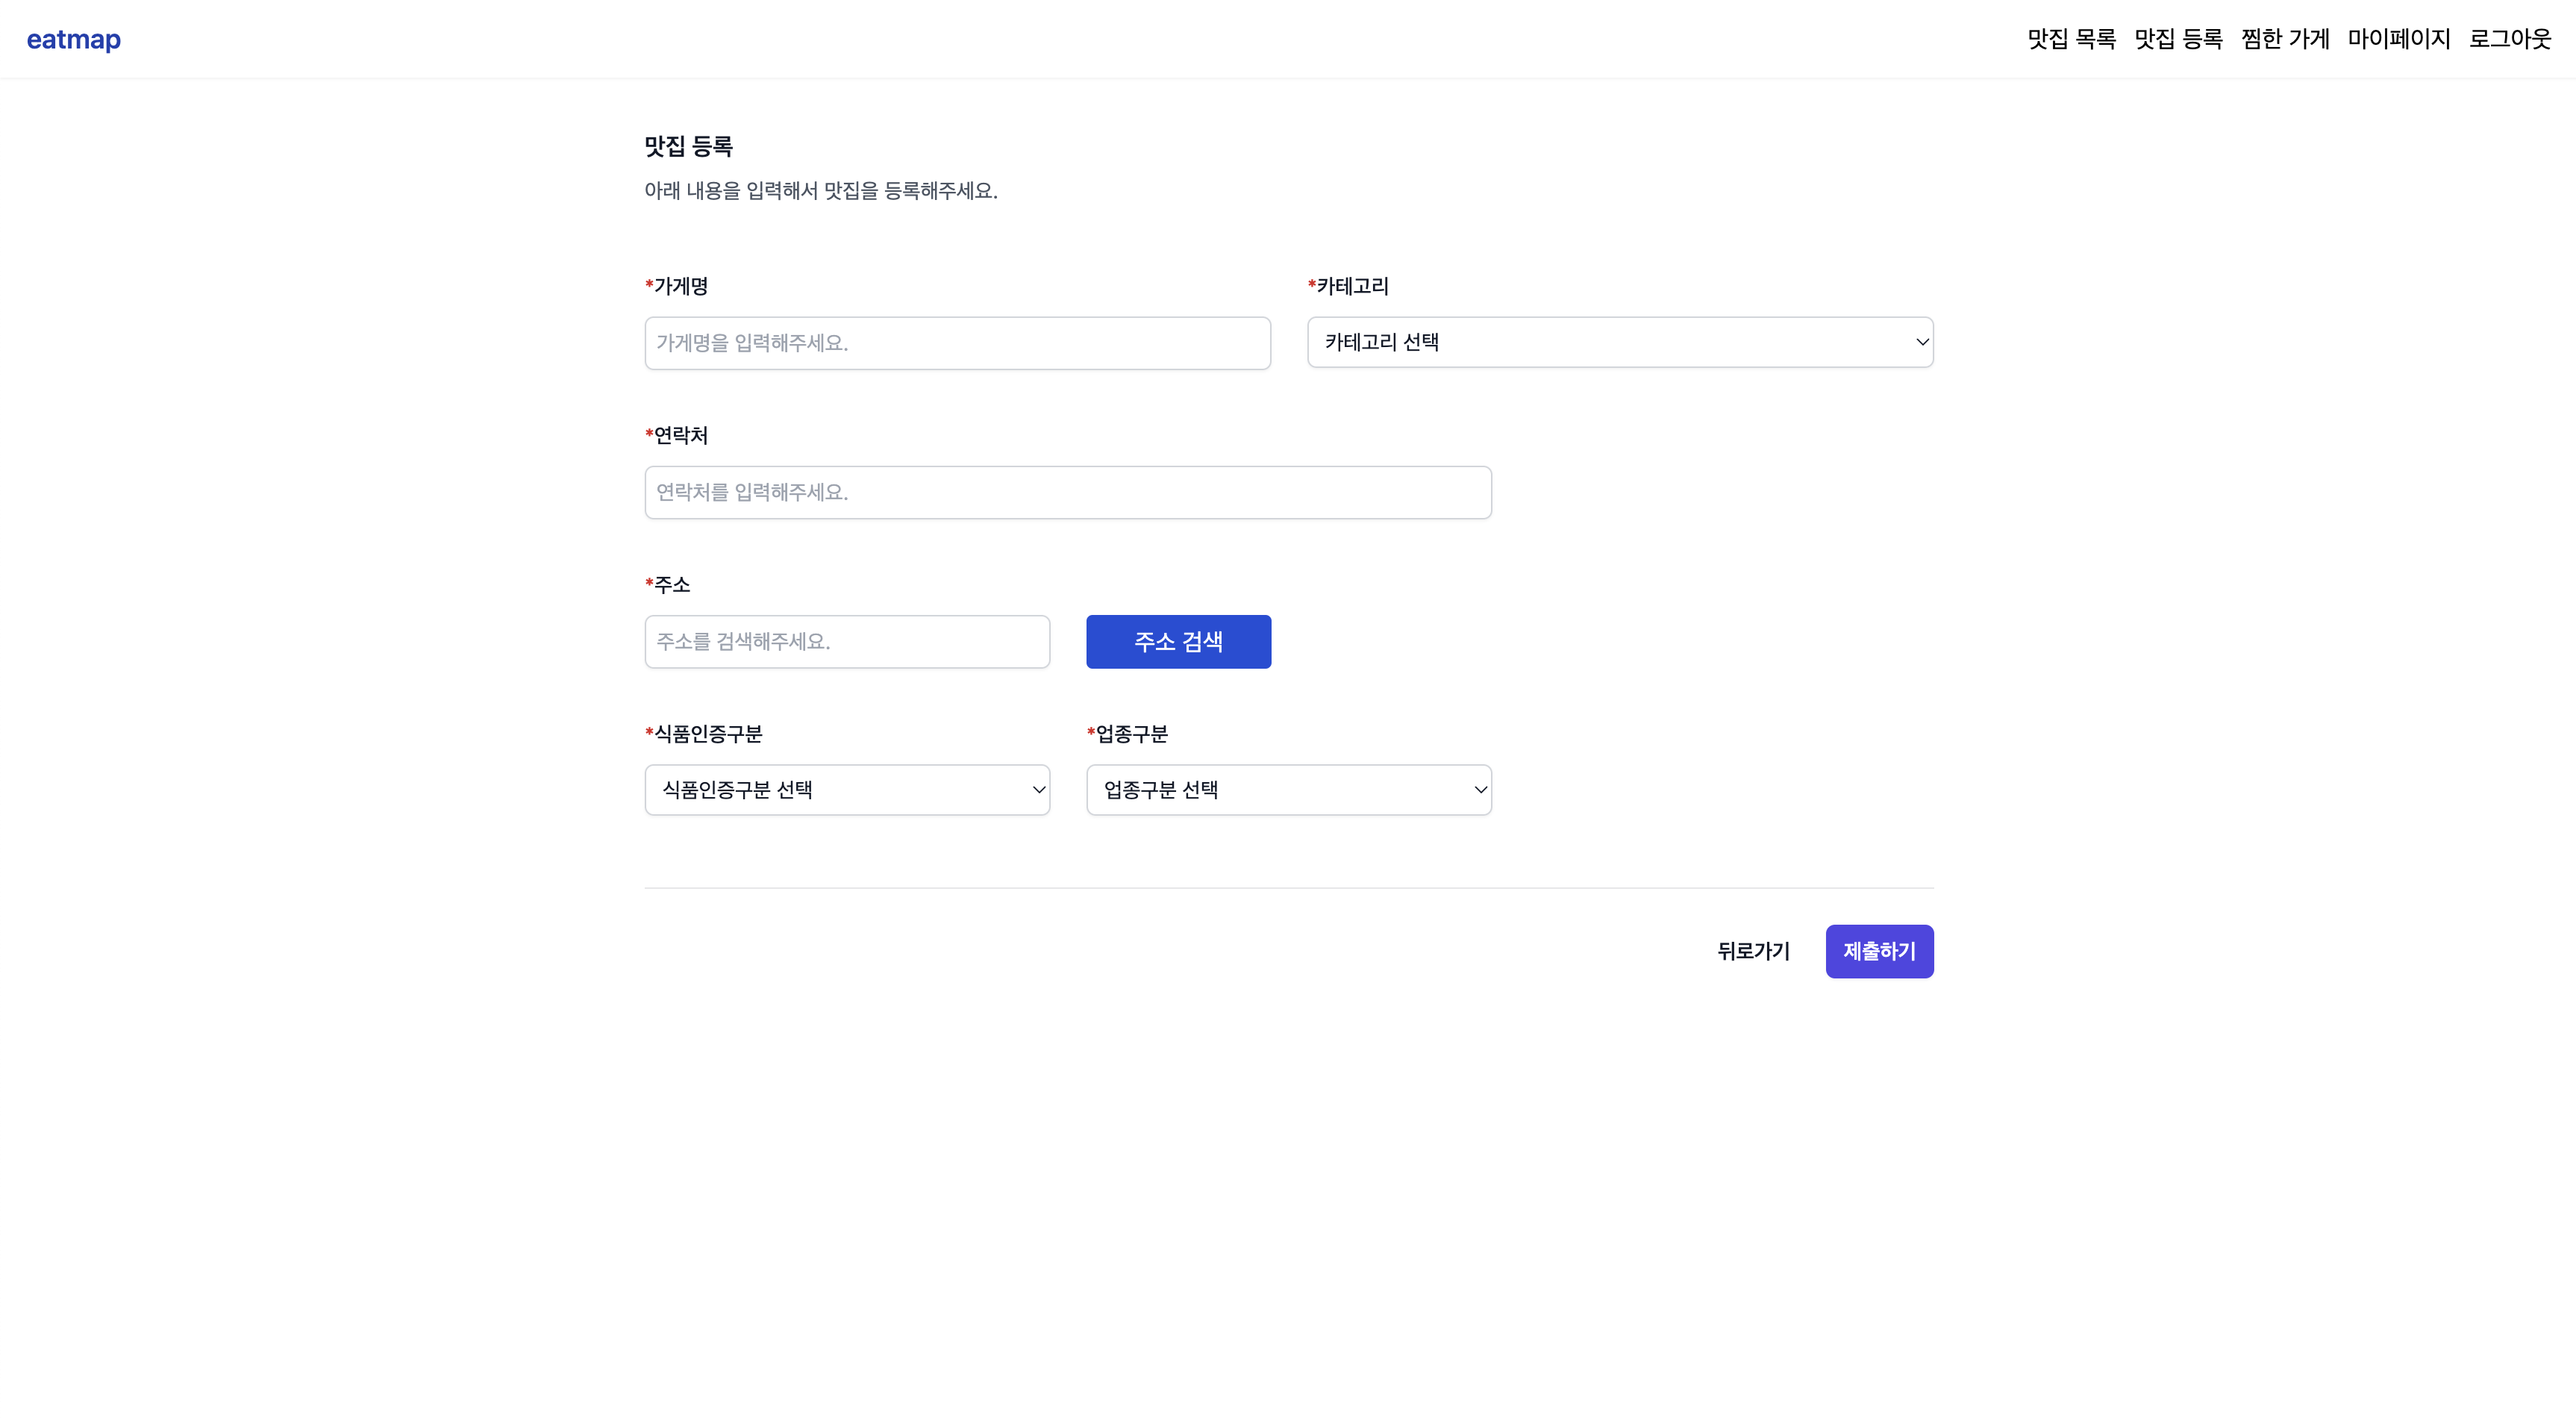 eatmap 맛집 목록 맛집 등록 찜한 가게 마이페이지 로그아웃
맛집 등록
아래 내용을 입력해서 맛집을 등록해주세요.
*가게명 *카테고리
가게명을 입력해주세요. 카테고리 선택
*연락처
연락처를 입력해주세요.
*주소
주소를 검색해주세요. 주소 검색
*식품인증구분 *업종구분
식품인증구분 선택 업종구분 선택
뒤로가기 제출하기